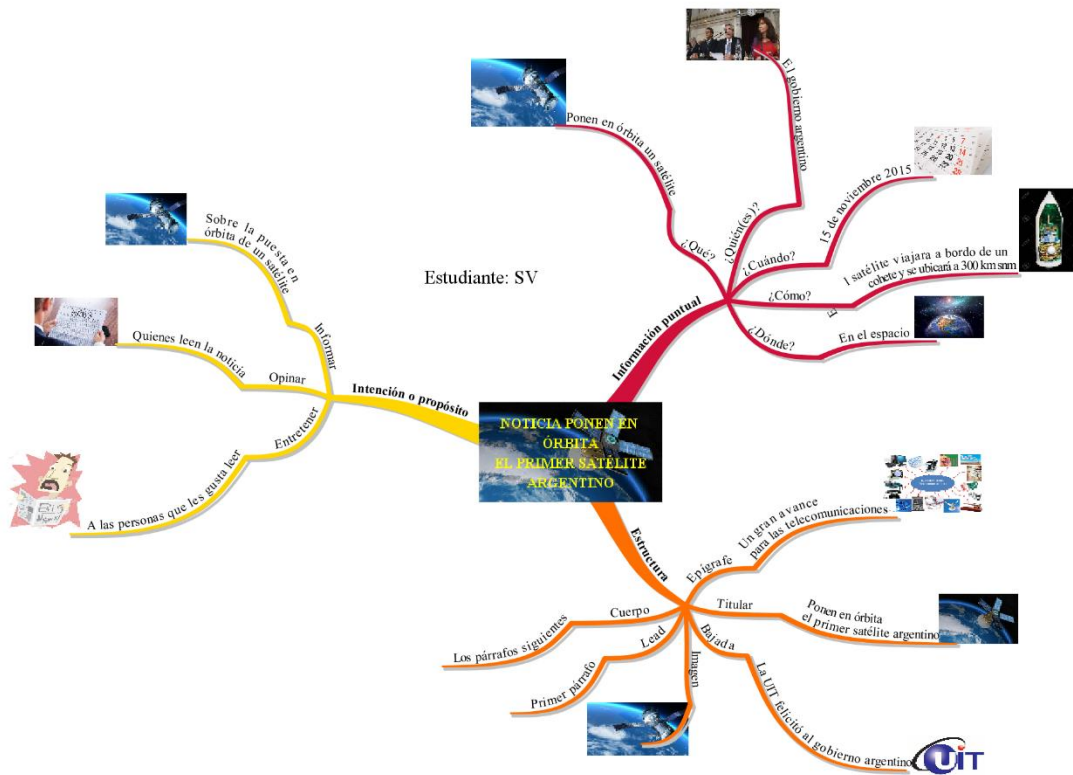 NOTICIA PONEN EN
ÓRBITA
EL PRIMER SATÉLITE
ARGENTINO
Estudiante: SV
Información puntual
¿Qué?
Ponen en órbita un satélite
¿Quién(es)?
El gobierno argentino
¿Cuándo?
15 de noviembre 2015
¿Cómo?
El satélite viajara a bordo de un
cohete y se ubicará a 300 km snm
¿Dónde?
En el espacio
Estructura
Epígrafe
Un gran avance
para las telecomunicaciones
Titular
Ponen en órbita
el primer satélite argentino
Bajada
La UIT felicitó al gobierno argentino
UiT
Imagen
Lead
Primer párrafo
Cuerpo
Los párrafos siguientes
Intención o propósito
Informar
Sobre la puesta en
órbita de un satélite
Opinar
Quienes leen la noticia
Entretener
A las personas que les gusta leer